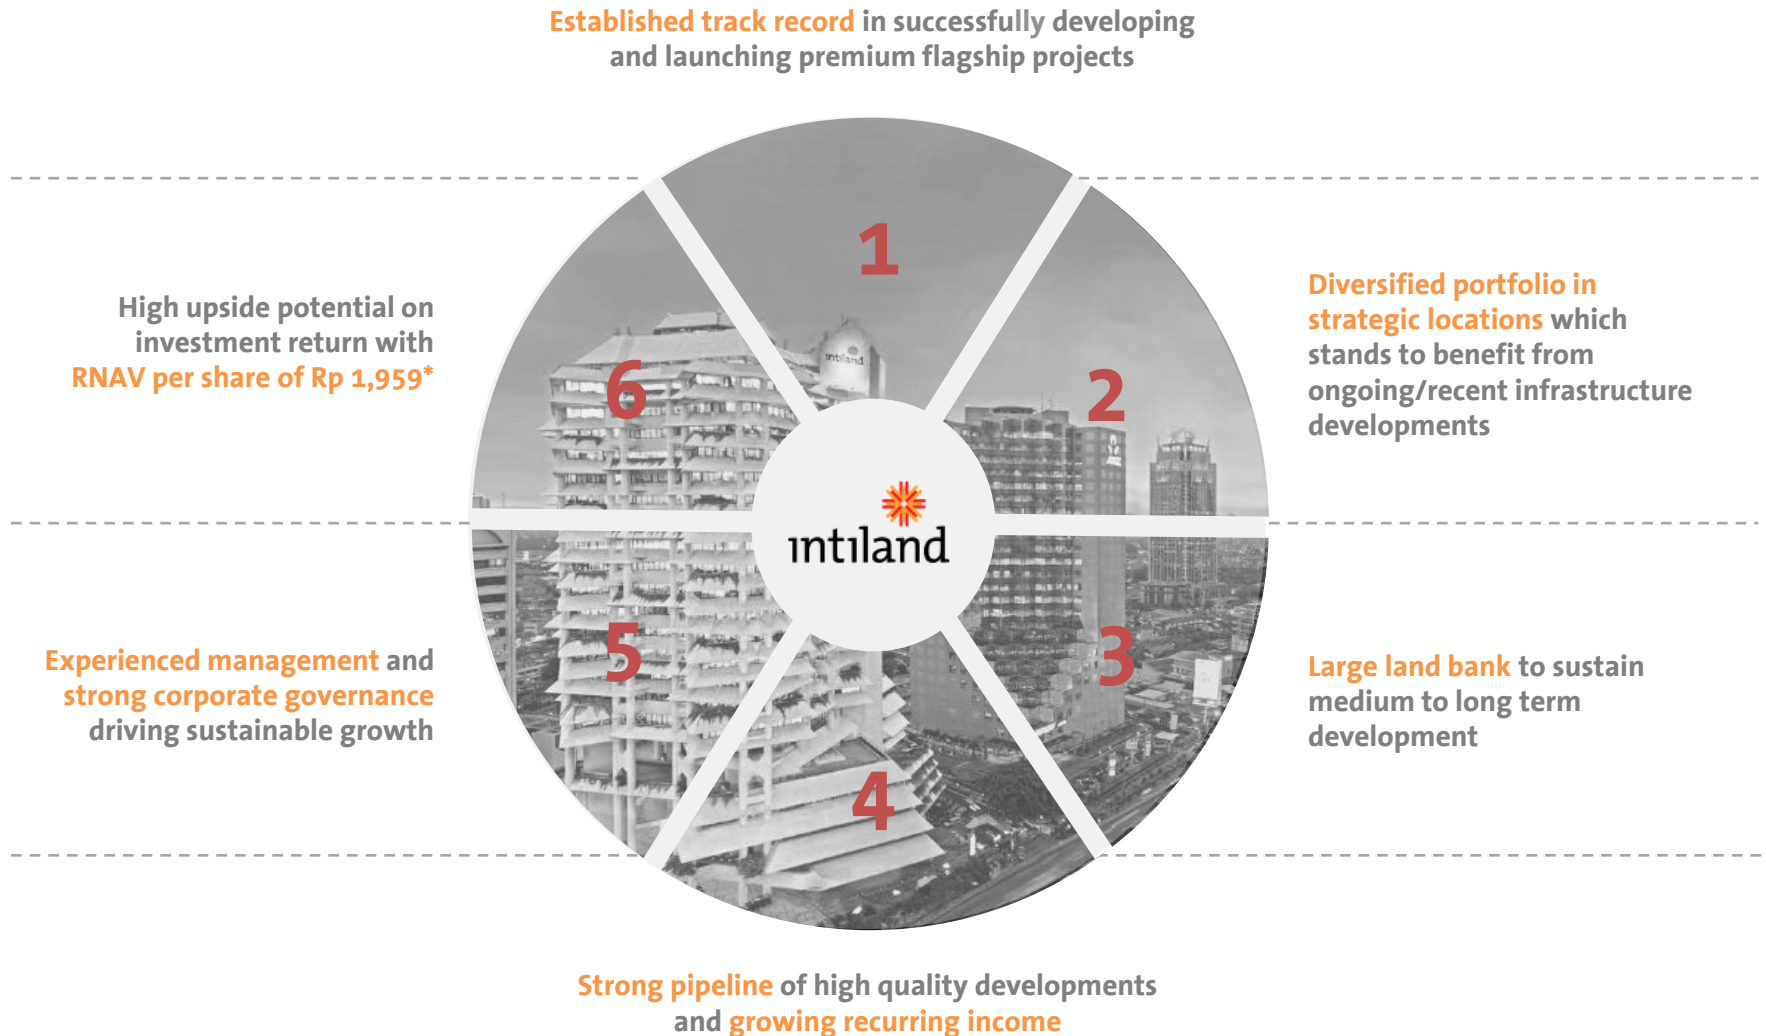 Established track record in successfully developing
and launching premium flagship projects
1
2
3
4
5
6
High upside potential on
investment return with
RNAV per share of Rp 1,959*
Diversified portfolio in
strategic locations which
stands to benefit from
ongoing/recent infrastructure
developments
intiland
intiland
Experienced management and
strong corporate governance
driving sustainable growth
Large land bank to sustain
medium to long term
development
Strong pipeline of high quality developments
and growing recurring income